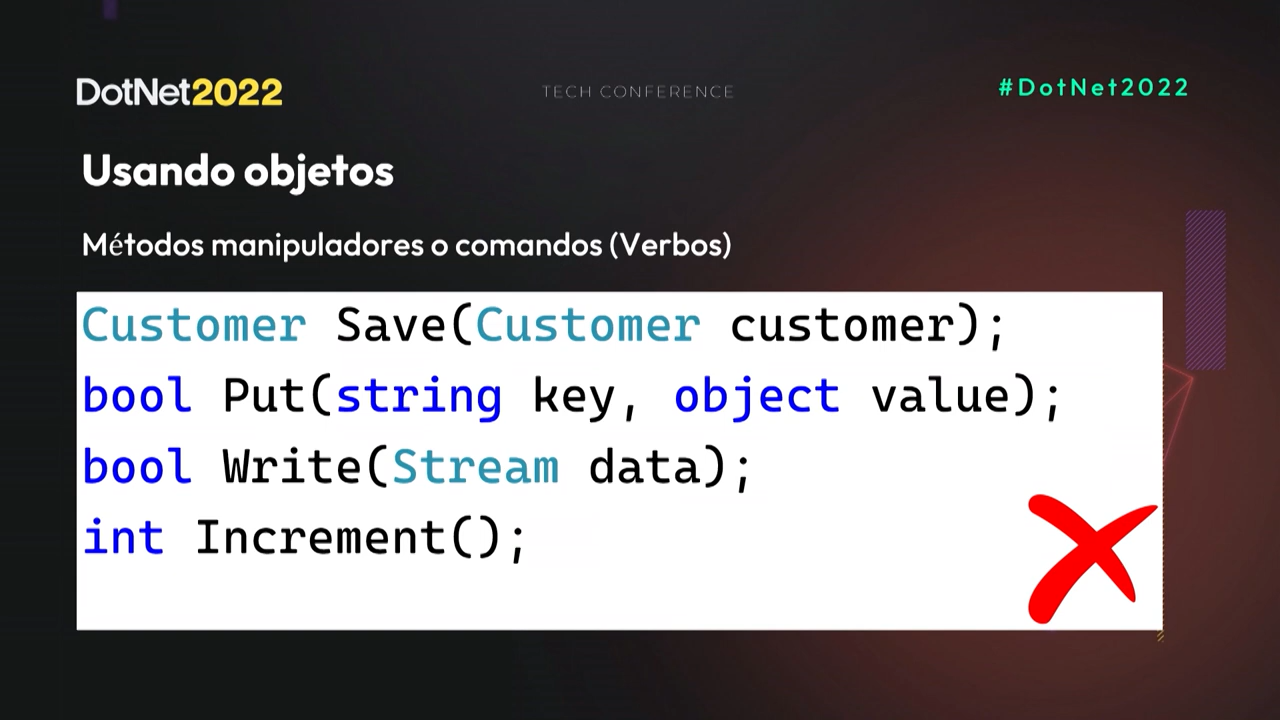 DotNet2022
TECH CONFERENCE
#DotNet2022
Usando objetos
Métodos manipuladores o comandos (Verbos)
Customer Save(Customer customer);
bool Put(string key, object value);
bool Write(Stream data);
int Increment();